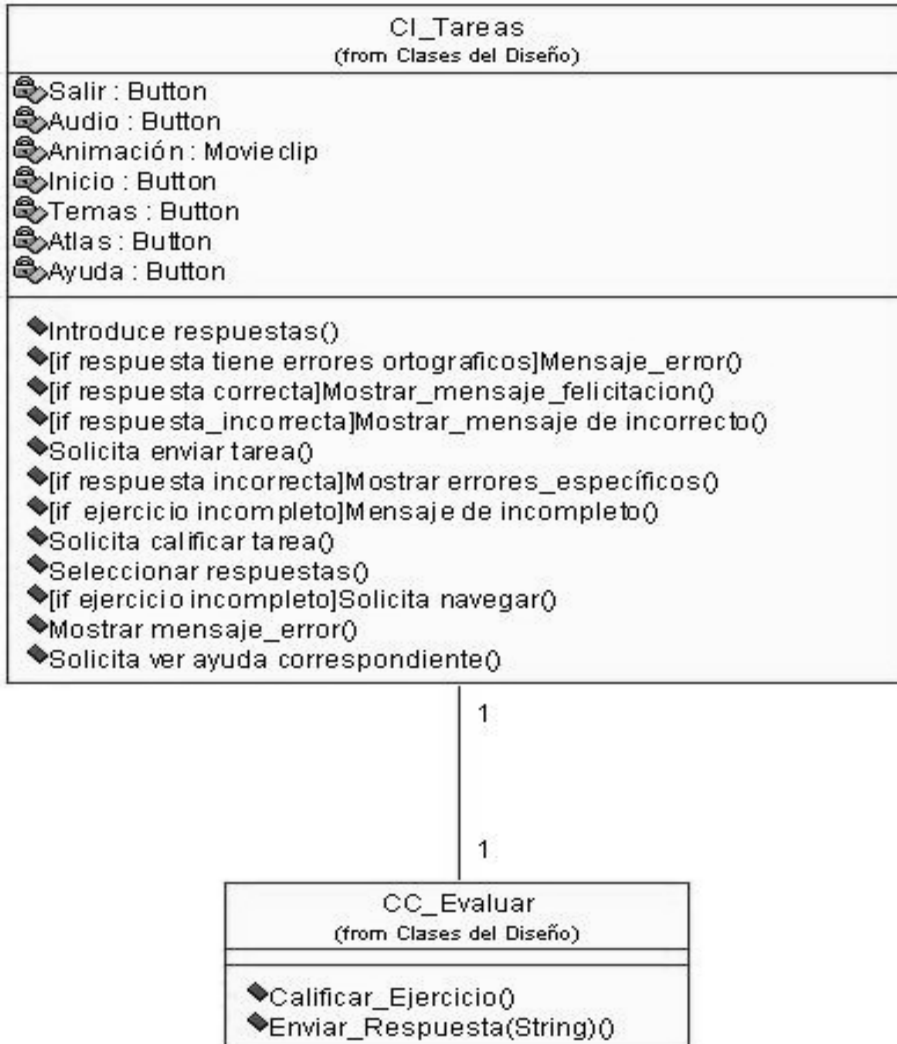 CI_Tareas
(from Clases del Diseño)
Salir : Button
Audio : Button
Animación : Movieclip
Inicio : Button
Temas : Button
Atlas : Button
Ayuda : Button
Introduce respuestas()
[if respuesta tiene errores ortograficos]Mensaje_error()
[if respuesta correcta]Mostrar_mensaje_felicitacion()
[if respuesta_incorrecta]Mostrar_mensaje de incorrecto()
Solicita enviar tarea()
[if respuesta incorrecta]Mostrar errores_específicos()
[if ejercicio incompleto]Mensaje de incompleto()
Solicita calificar tarea()
Seleccionar respuestas()
[if ejercicio incompleto]Solicita navegar()
Mostrar mensaje_error()
Solicita ver ayuda correspondiente()
1
1
CC_Evaluar
(from Clases del Diseño)
Calificar_Ejercicio()
Enviar_Respuesta(String)()